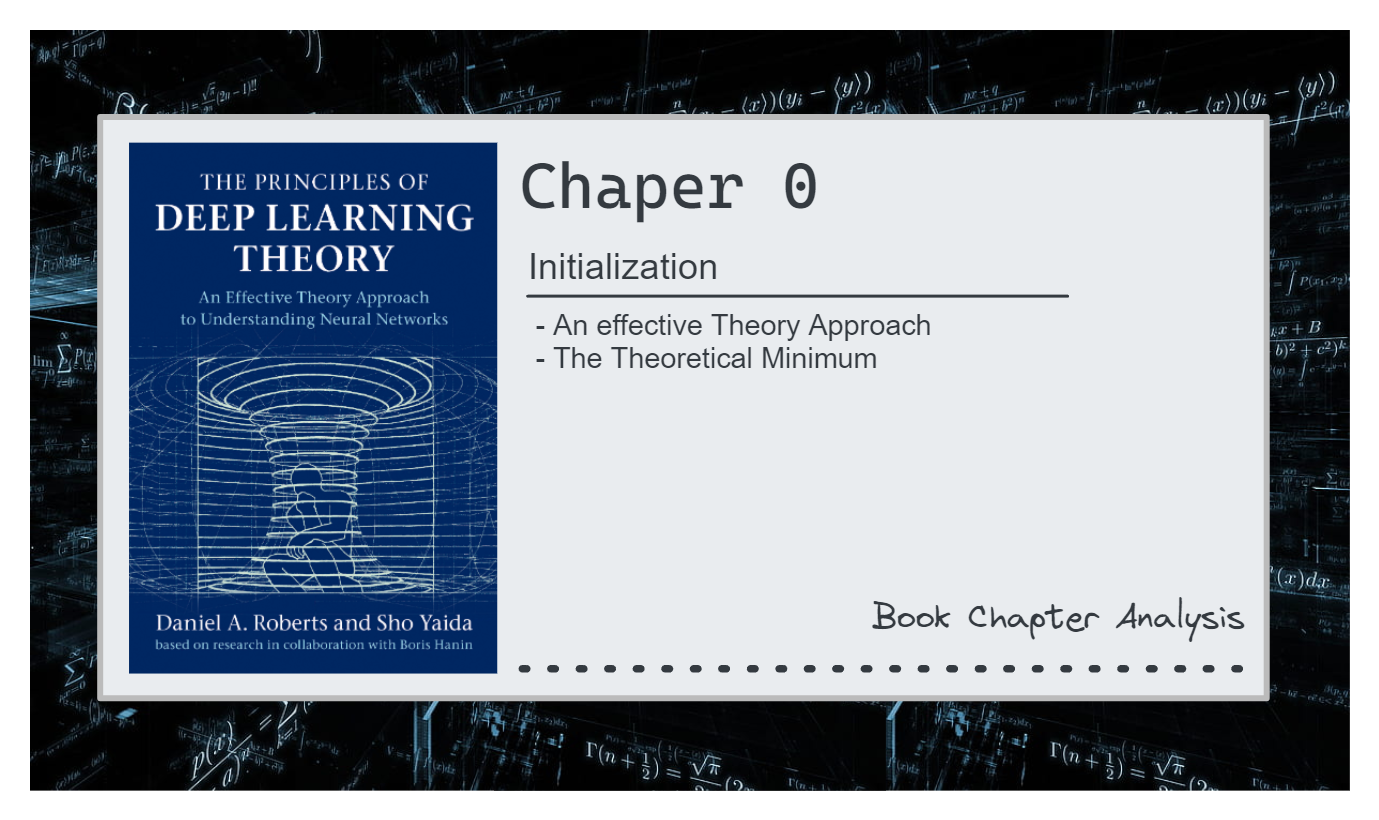 THE PRINCIPLES OF
DEEP LEARNING
THEORY
An Effective Theory Approach
to Understanding Neural Networks
Daniel A. Roberts and Sho Yaida
based on research in collaboration with Boris Hanin
Chaper 0
Initialization
- An effective Theory Approach
- The Theoretical Minimum
Book Chapter Analysis